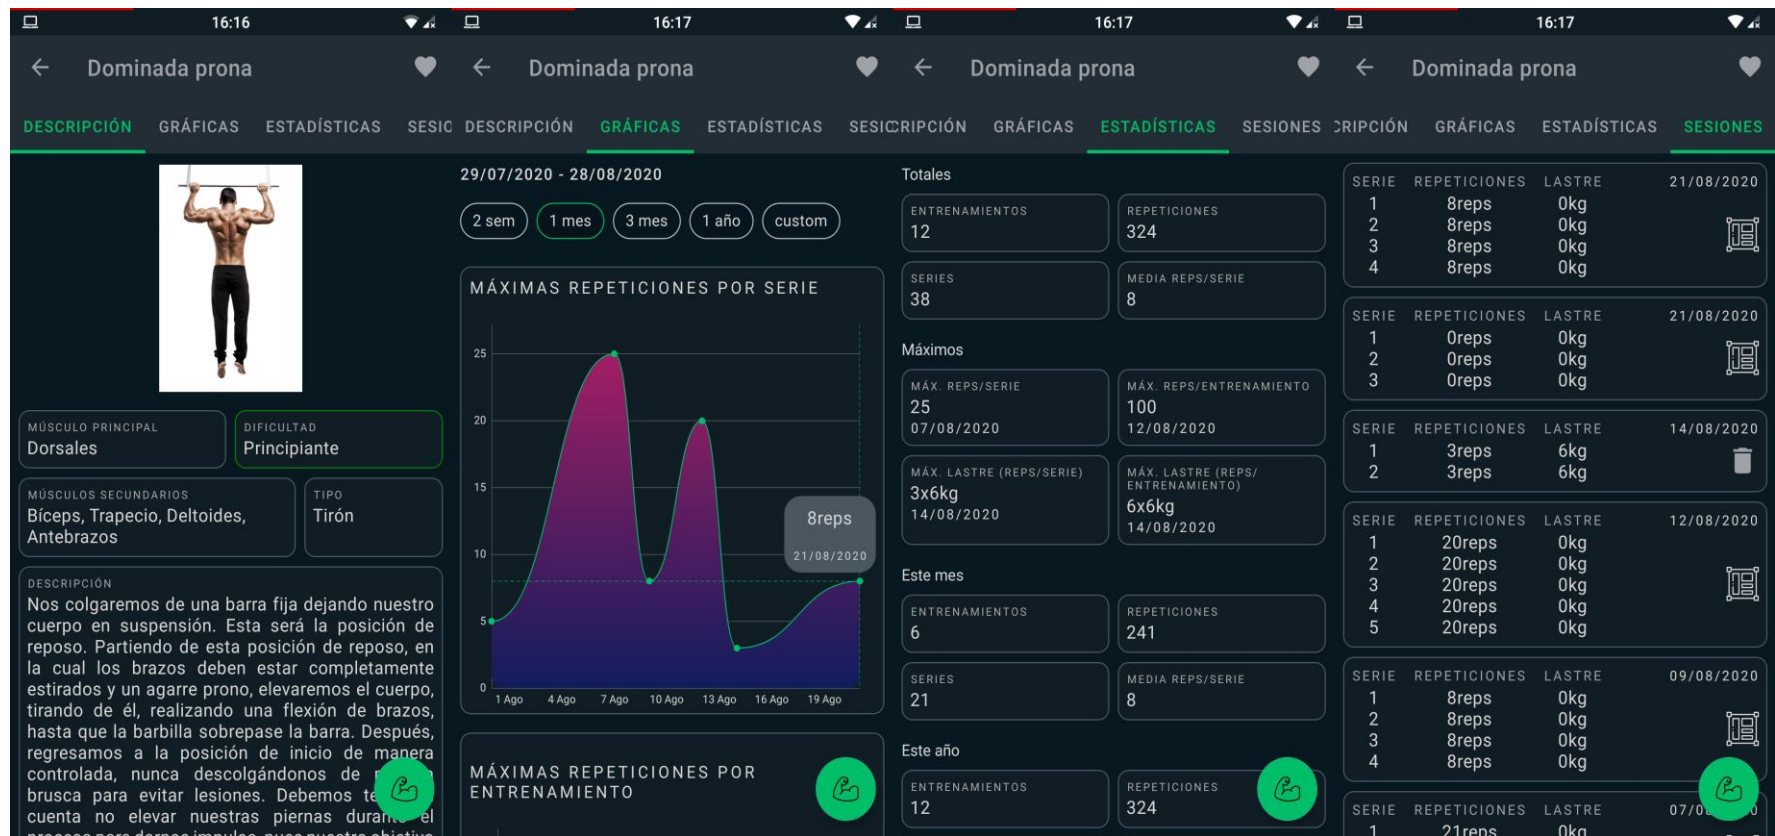 16:16
Dominada prona
DESCRIPCIÓN GRÁFICAS ESTADÍSTICAS SESIO
MÚSCULO PRINCIPAL
Dorsales
DIFICULTAD
Principiante
MÚSCULOS SECUNDARIOS
Bíceps, Trapecio, Deltoides,
Antebrazos
TIPO
Tirón
DESCRIPCIÓN
Nos colgaremos de una barra fija dejando nuestro
cuerpo en suspensión. Esta será la posición de
reposo. Partiendo de esta posición de reposo, en
la cual los brazos deben estar completamente
estirados y un agarre prono, elevaremos el cuerpo,
tirando de él, realizando una flexión de brazos,
hasta que la barbilla sobrepase la barra. Después,
regresamos a la posición de inicio de manera
controlada, nunca descolgándonos de
brusca para evitar lesiones. Debemos te
cuenta no elevar nuestras piernas durante el
16:17
Dominada prona
DESCRIPCIÓN GRÁFICAS ESTADÍSTICAS SESIO
29/07/2020 - 28/08/2020
2 sem 1 mes 3 mes 1 año custom
MÁXIMAS REPETICIONES POR SERIE
25
20
15
10
5
0
8reps
21/08/2020
1 Ago 4 Ago 7 Ago 10 Ago 13 Ago 16 Ago 19 Ago
MÁXIMAS REPETICIONES POR
ENTRENAMIENTO
16:17
Dominada prona
CRIPCIÓN GRÁFICAS ESTADÍSTICAS SESIONES
Totales
ENTRENAMIENTOS
12
REPETICIONES
324
SERIES
38
MEDIA REPS/SERIE
8
Máximos
MÁX. REPS/SERIE
25
07/08/2020
MÁX. REPS/ENTRENAMIENTO
100
12/08/2020
MÁX. LASTRE (REPS/SERIE)
3x6kg
14/08/2020
MÁX. LASTRE (REPS/
ENTRENAMIENTO)
6x6kg
14/08/2020
Este mes
ENTRENAMIENTOS
6
REPETICIONES
241
SERIES
21
MEDIA REPS/SERIE
8
Este año
ENTRENAMIENTOS
12
REPETICIONES
324
16:17
Dominada prona
CRIPCIÓN GRÁFICAS ESTADÍSTICAS SESIONES
SERIE REPETICIONES LASTRE 21/08/2020
1 8reps 0kg
2 8reps 0kg
3 8reps 0kg
4 8reps 0kg
SERIE REPETICIONES LASTRE 21/08/2020
1 0reps 0kg
2 0reps 0kg
3 0reps 0kg
SERIE REPETICIONES LASTRE 14/08/2020
1 3reps 6kg
2 3reps 6kg
SERIE REPETICIONES LASTRE 12/08/2020
1 20reps 0kg
2 20reps 0kg
3 20reps 0kg
4 20reps 0kg
5 20reps 0kg
SERIE REPETICIONES LASTRE 09/08/2020
1 8reps 0kg
2 8reps 0kg
3 8reps 0kg
4 8reps 0kg
SERIE REPETICIONES LASTRE 07/0
1 21reps 0kg